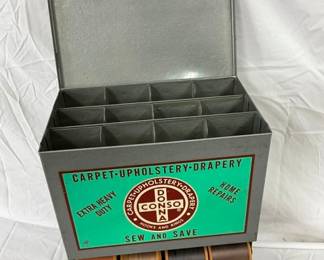 CARPET·UPHOLSTERY·DRAPERY
EXTRA HEAVY
DUTY
CARPET·UPHOLSTERY·DRAPERY
DONNA
CONSO
HOME
REPAIRS
SEW AND SAVE